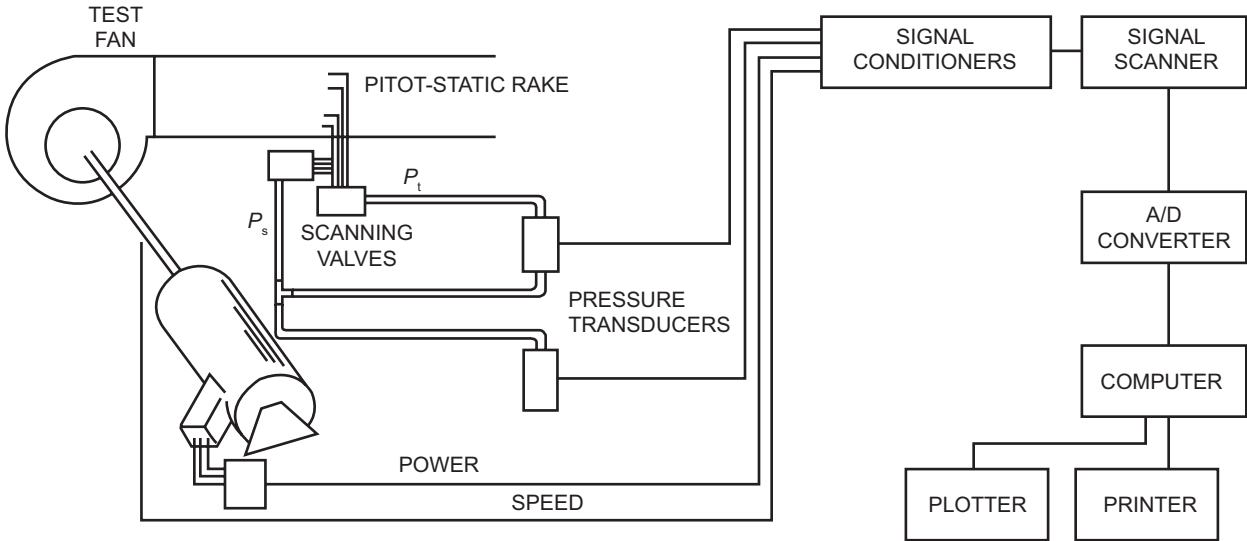 TEST
FAN
PITOT-STATIC RAKE
SIGNAL
CONDITIONERS
SIGNAL
SCANNER
Pt
Ps
SCANNING
VALVES
A/D
CONVERTER
PRESSURE
TRANSDUCERS
COMPUTER
POWER
SPEED
PLOTTER
PRINTER